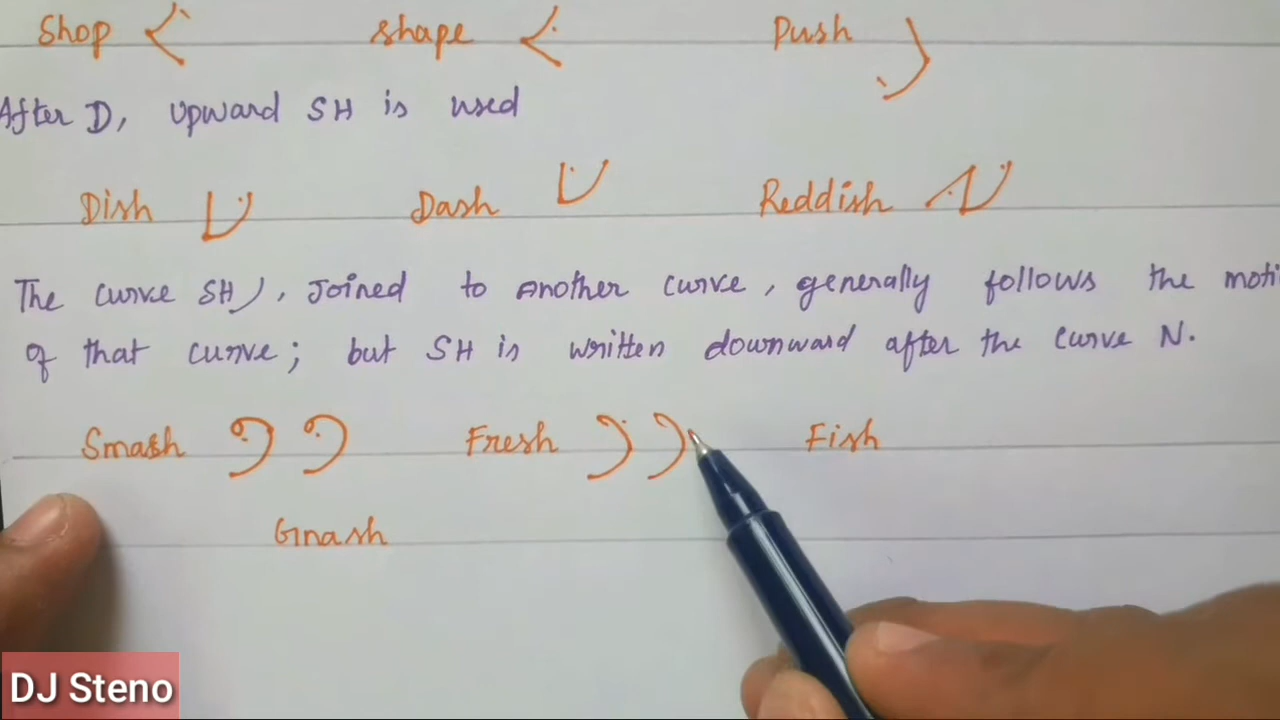 Shop shape Push
After D, upward SH is used
Dish Dash Reddish
The curve SH, Joined to Another curve, generally follows the moti
of that curve; but SH is written downward after the curve N.
Smash Fresh Fish
Gnash
DJ Steno